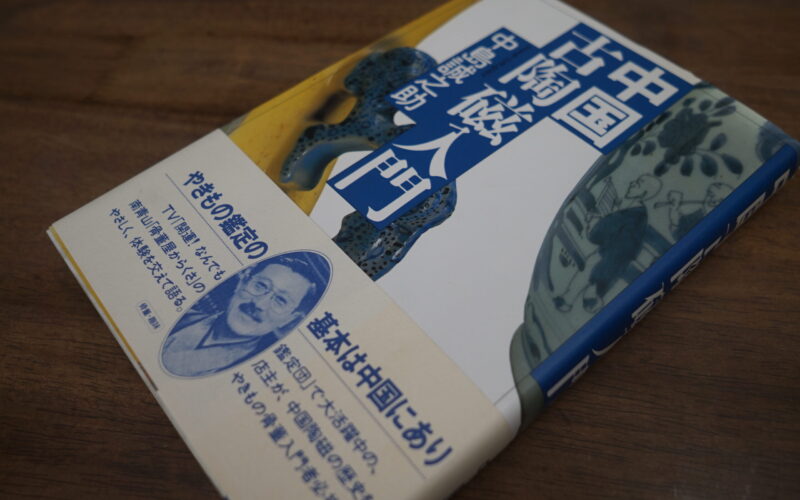 中国
古陶磁入門
中島誠之助
やきもの鑑定の
基本は中国にあり
TV「開運!なんでも
鑑定団」で大活躍中の、
南青山「骨董屋からくさ」の
店主が、中国陶磁の歴史
やさしく、体験を交えて語る。
やきもの骨董入門者必